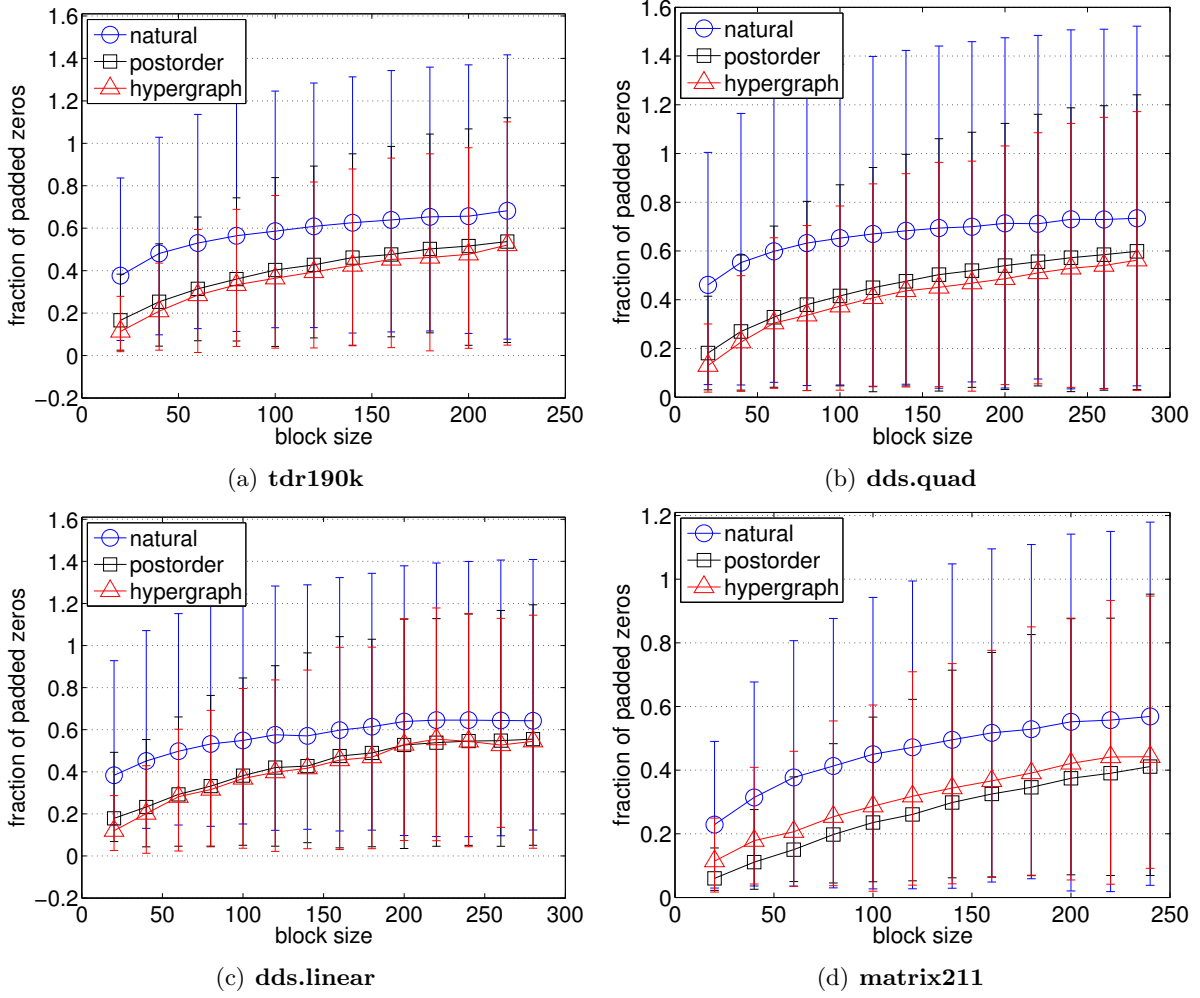 1.6
1.4
1.2
1
0.8
0.6
0.4
0.2
0
−0.2
fraction of padded zeros
natural
postorder
hypergraph
0 50 100 150 200 250
block size
(a) tdr190k
1.6
1.4
1.2
1
0.8
0.6
0.4
0.2
0
fraction of padded zeros
natural
postorder
hypergraph
0 50 100 150 200 250 300
block size
(b) dds.quad
1.6
1.4
1.2
1
0.8
0.6
0.4
0.2
0
−0.2
fraction of padded zeros
natural
postorder
hypergraph
0 50 100 150 200 250 300
block size
(c) dds.linear
1.2
1
0.8
0.6
0.4
0.2
0
fraction of padded zeros
natural
postorder
hypergraph
0 50 100 150 200 250
block size
(d) matrix211